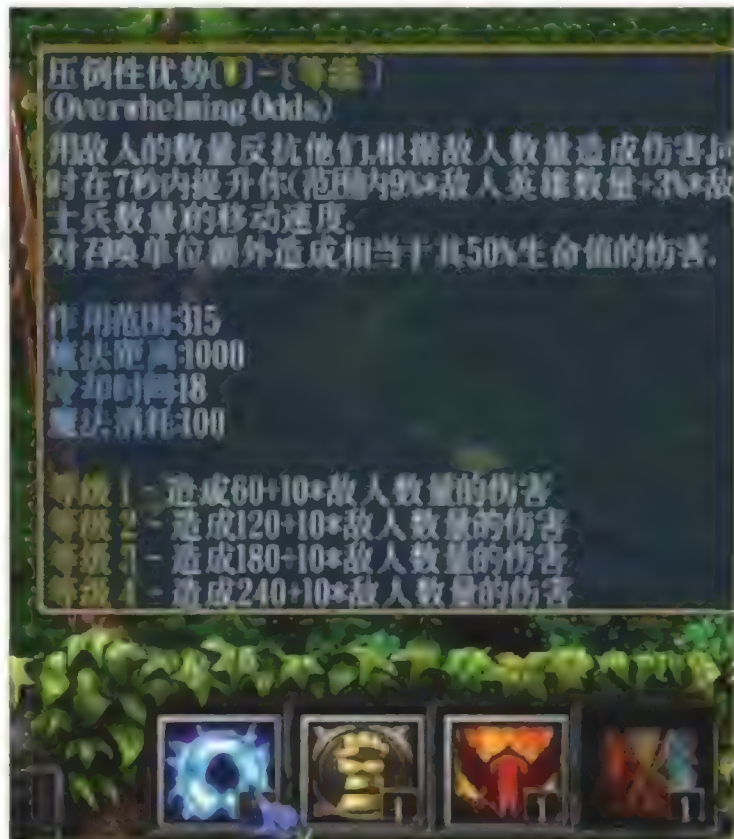 压倒性优势( )-[等级 ]
(Overwhelming Odds)
用敌人的数量反抗他们,根据敌人数量造成伤害,同
时在7秒内提升你(范围内9%*敌人英雄数量+3%*敌
士兵数量)的移动速度.
对召唤单位额外造成相当于其50%生命值的伤害.
作用范围:315
魔法距离:1000
冷却时间:18
魔法消耗:100
等级 1 - 造成60+10*敌人数量的伤害
等级 2 - 造成120+10*敌人数量的伤害
等级 3 - 造成180+10*敌人数量的伤害
等级 4 - 造成240+10*敌人数量的伤害
1
1
1